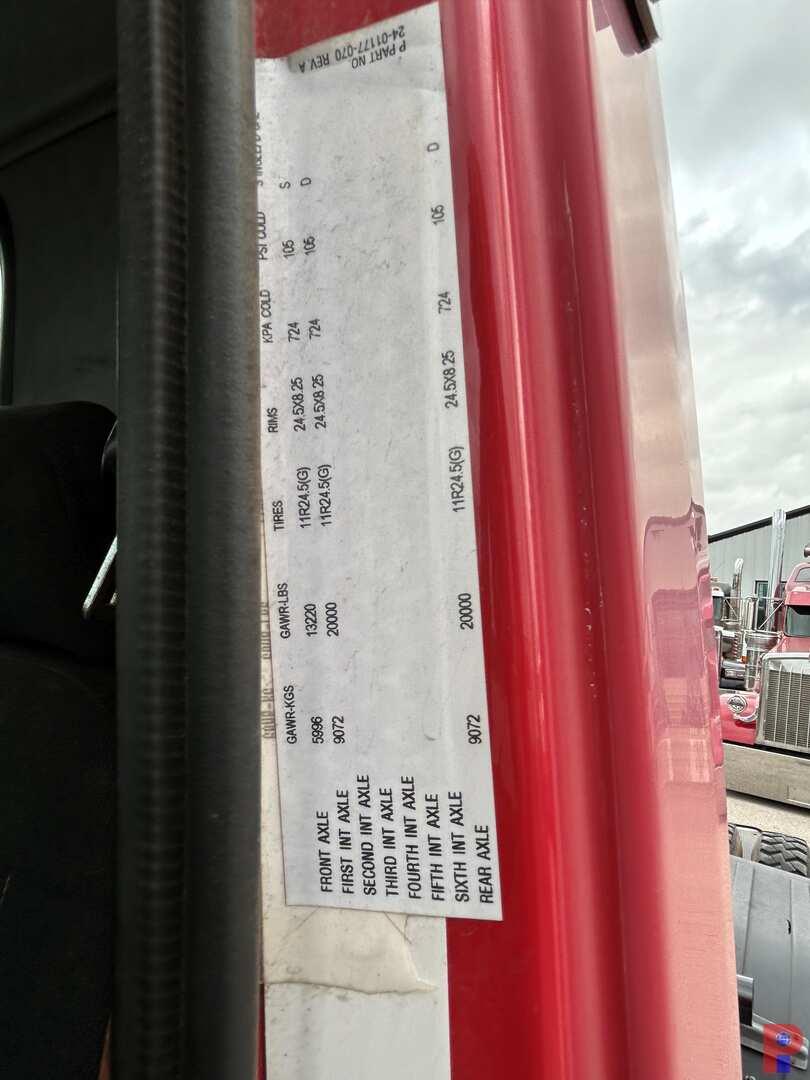 P PART NO
24-01177-070 REV. A
GAWR-KGS GAWR-LBS TIRES RIMS KPA COLD PSI COLD
FRONT AXLE 5996 13220 11R24.5(G) 24.5X8.25 724 105 S
FIRST INT AXLE 9072 20000 11R24.5(G) 24.5X8.25 724 105 D
SECOND INT AXLE
THIRD INT AXLE
FOURTH INT AXLE
FIFTH INT AXLE
SIXTH INT AXLE
REAR AXLE 9072 20000 11R24.5(G) 24.5X8.25 724 105 D